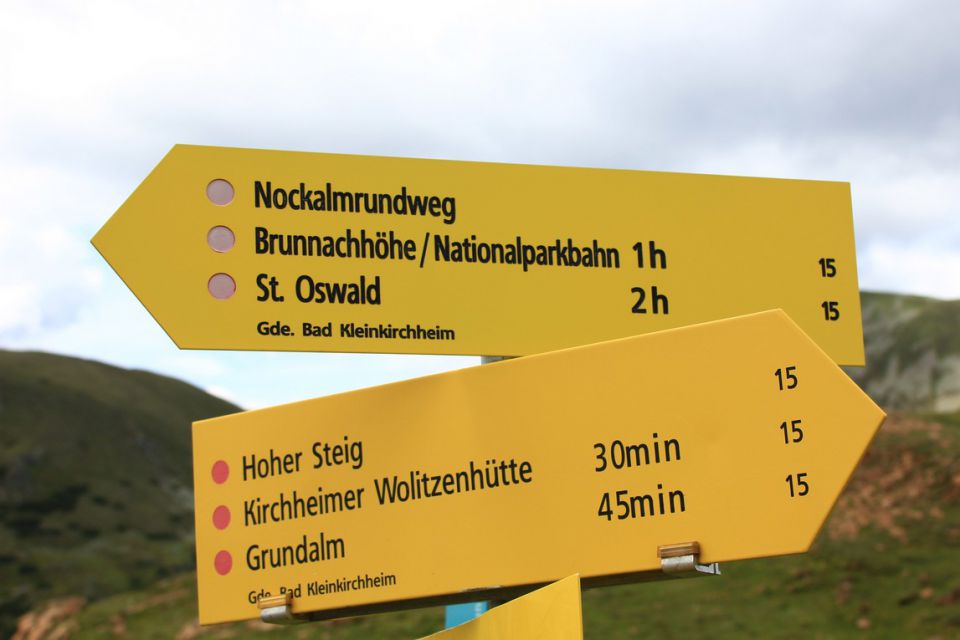 Nockalmrundweg
Brunnachhöhe/Nationalparkbahn 1h 15
St. Oswald 2h 15
Gde. Bad Kleinkirchheim
Hoher Steig 15
Kirchheimer Wolitzenhütte 30min 15
Grundalm 45min 15
Gde. Bad Kleinkirchheim